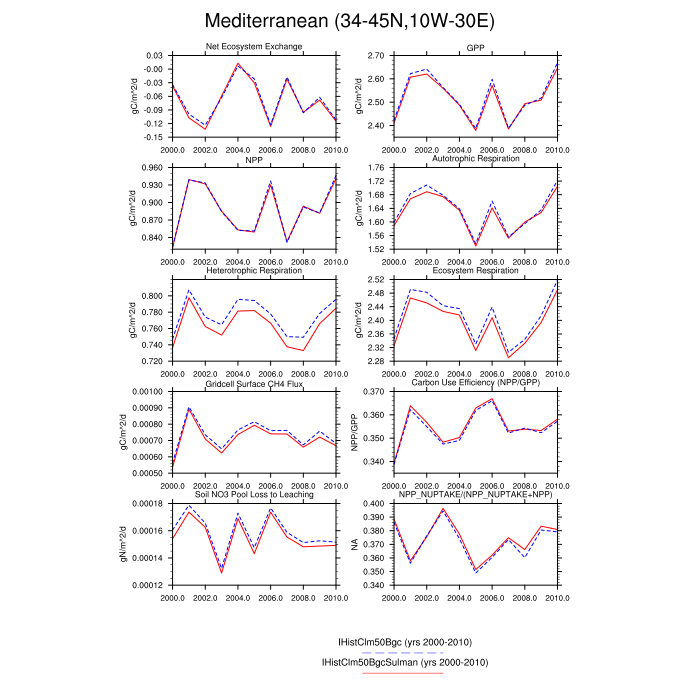 Mediterranean (34-45N,10W-30E)
Net Ecosystem Exchange
GPP
gC/m^2/d
0.03
-0.00
-0.03
-0.06
-0.09
-0.12
-0.15
2000.0 2002.0 2004.0 2006.0 2008.0 2010.0
gC/m^2/d
2.70
2.60
2.50
2.40
2000.0 2002.0 2004.0 2006.0 2008.0 2010.0
NPP
Autotrophic Respiration
gC/m^2/d
0.960
0.930
0.900
0.870
0.840
2000.0 2002.0 2004.0 2006.0 2008.0 2010.0
gC/m^2/d
1.76
1.72
1.68
1.64
1.60
1.56
1.52
2000.0 2002.0 2004.0 2006.0 2008.0 2010.0
Heterotrophic Respiration
Ecosystem Respiration
gC/m^2/d
0.800
0.780
0.760
0.740
0.720
2000.0 2002.0 2004.0 2006.0 2008.0 2010.0
gC/m^2/d
2.52
2.48
2.44
2.40
2.36
2.32
2.28
2000.0 2002.0 2004.0 2006.0 2008.0 2010.0
Gridcell Surface CH4 Flux
Carbon Use Efficiency (NPP/GPP)
gC/m^2/d
0.00100
0.00090
0.00080
0.00070
0.00060
0.00050
2000.0 2002.0 2004.0 2006.0 2008.0 2010.0
NPP/GPP
0.370
0.360
0.350
0.340
2000.0 2002.0 2004.0 2006.0 2008.0 2010.0
Soil NO3 Pool Loss to Leaching
NPP_NUPTAKE/(NPP_NUPTAKE+NPP)
gN/m^2/d
0.00018
0.00016
0.00014
0.00012
2000.0 2002.0 2004.0 2006.0 2008.0 2010.0
NA
0.400
0.390
0.380
0.370
0.360
0.350
0.340
2000.0 2002.0 2004.0 2006.0 2008.0 2010.0
IHistClm50Bgc (yrs 2000-2010)
IHistClm50BgcSulman (yrs 2000-2010)